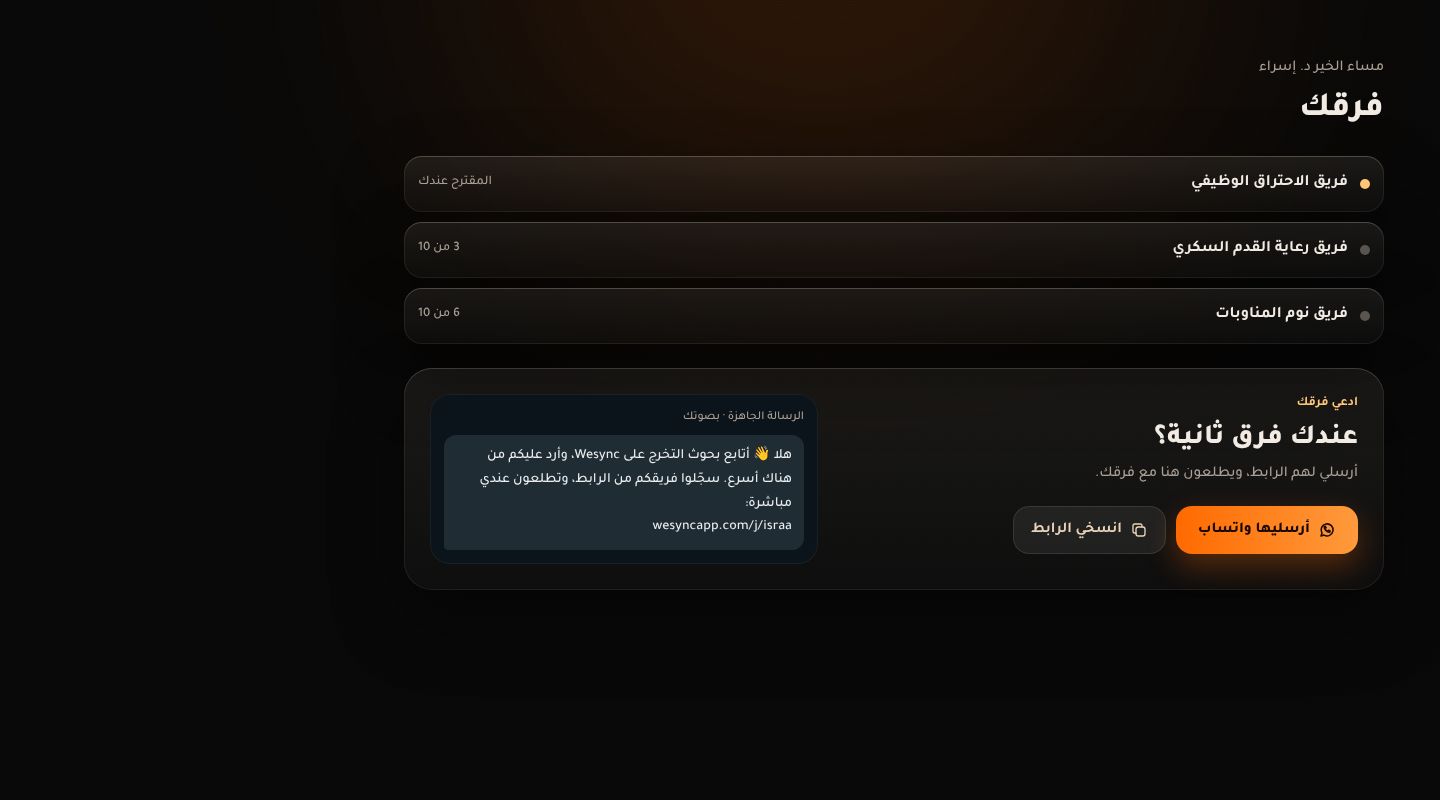 مساء الخير د. إسراء
فرقك
فريق الاحتراق الوظيفي
المقترح عندك
فريق رعاية القدم السكري
3 من 10
فريق نوم المناوبات
6 من 10
ادعي فرقك
عندك فرق ثانية؟
أرسلي لهم الرابط، ويطلعون هنا مع فرقك.
أرسليها واتساب
انسخي الرابط
الرسالة الجاهزة · بصوتك
هلا 👋 أتابع بحوث التخرج على Wesync، وأرد عليكم من
هناك أسرع. سجّلوا فريقكم من الرابط، وتطلعون عندي
مباشرة:
wesyncapp.com/j/israa